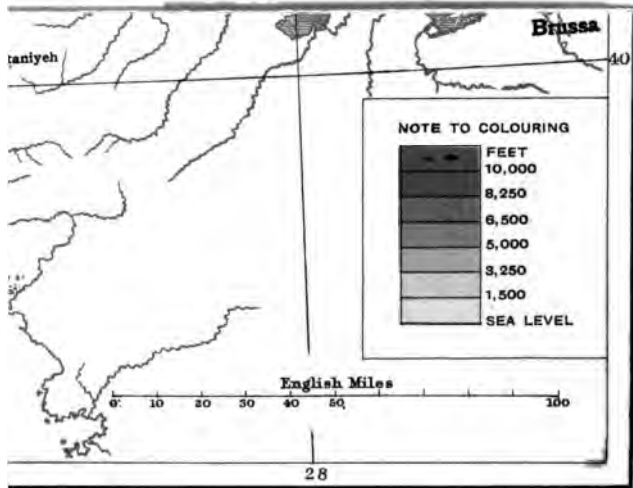 Brussa
taniyeh
40
NOTE TO COLOURING
FEET
10,000
8,250
6,500
5,000
3,250
1,500
SEA LEVEL
English Miles
0 10 20 30 40 50 100
28